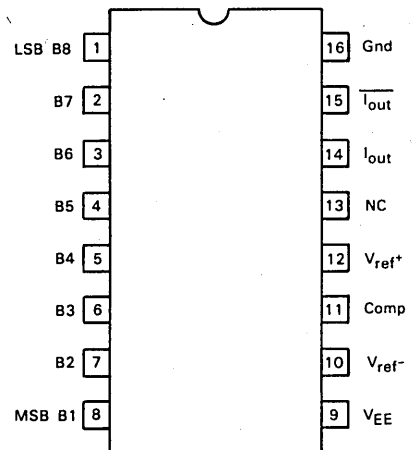 LSB B8 1 16 Gnd
B7 2 15 I̅o̅u̅t̅
B6 3 14 Iout
B5 4 13 NC
B4 5 12 Vref+
B3 6 11 Comp
B2 7 10 Vref-
MSB B1 8 9 VEE